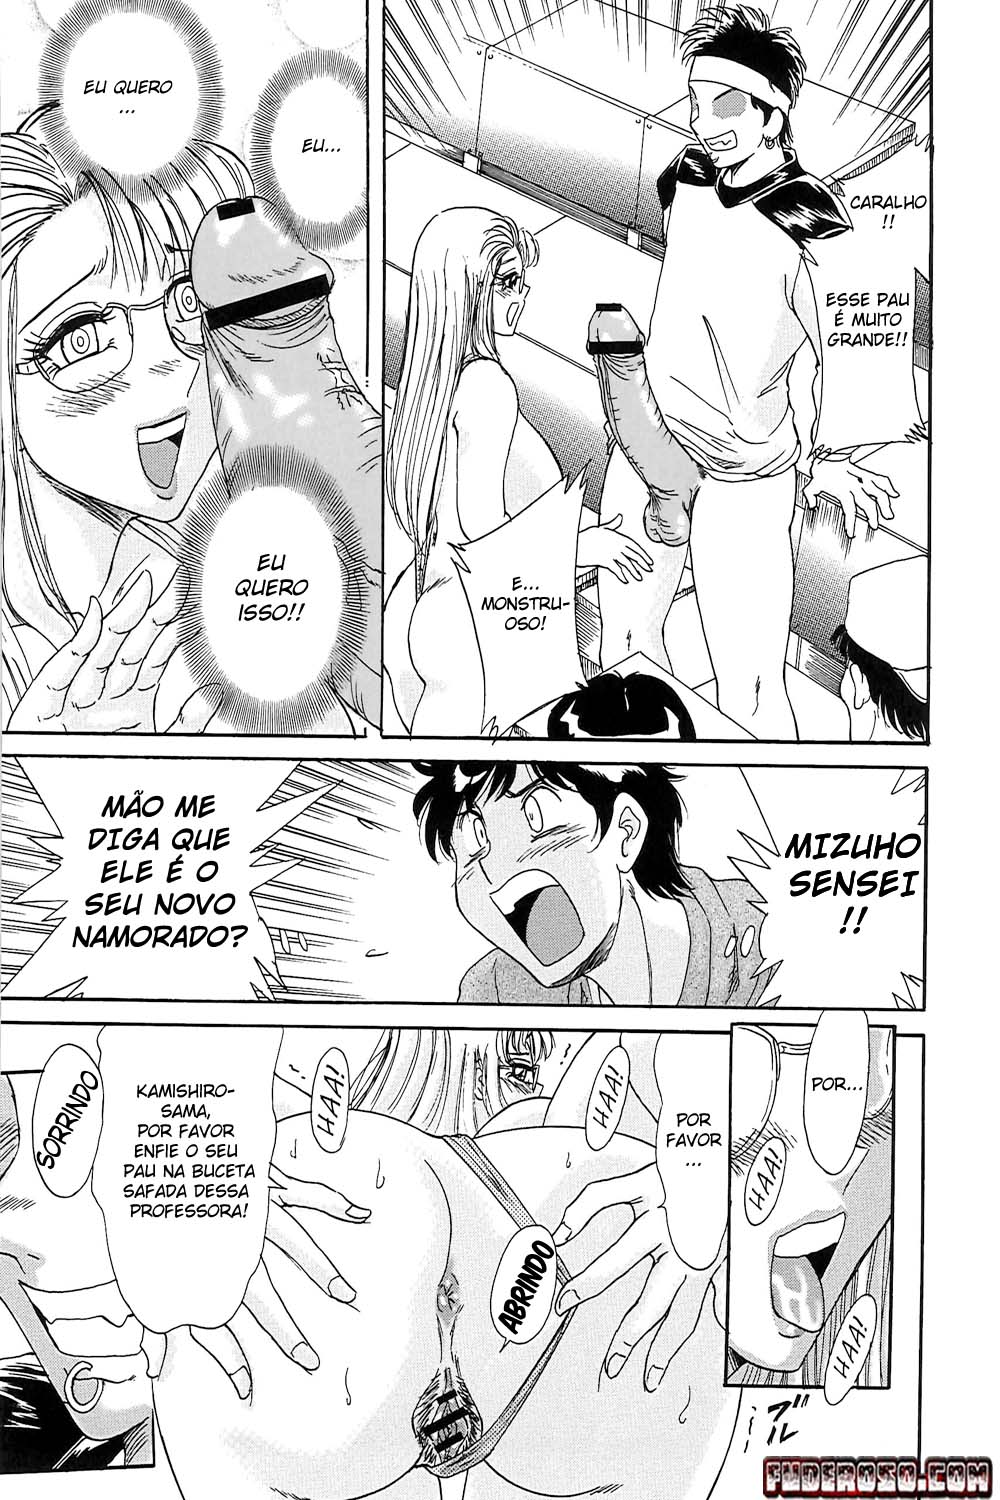 CARALHO
!!
ESSE PAU
É MUITO
GRANDE!!
E...
MONSTRU-
OSO!
EU...
EU QUERO
...
EU
QUERO
ISSO!!
MIZUHO
SENSEI
!!
MÃO ME
DIGA QUE
ELE É O
SEU NOVO
NAMORADO?
POR...
HAA!
HAA!
POR
FAVOR
...
HAA!
HAA!
ABRINDO
KAMISHIRO-
SAMA,
POR FAVOR
ENFIE O SEU
PAU NA BUCETA
SAFADA DESSA
PROFESSORA!
SORRINDO
ブル
FUDEROSO.COM